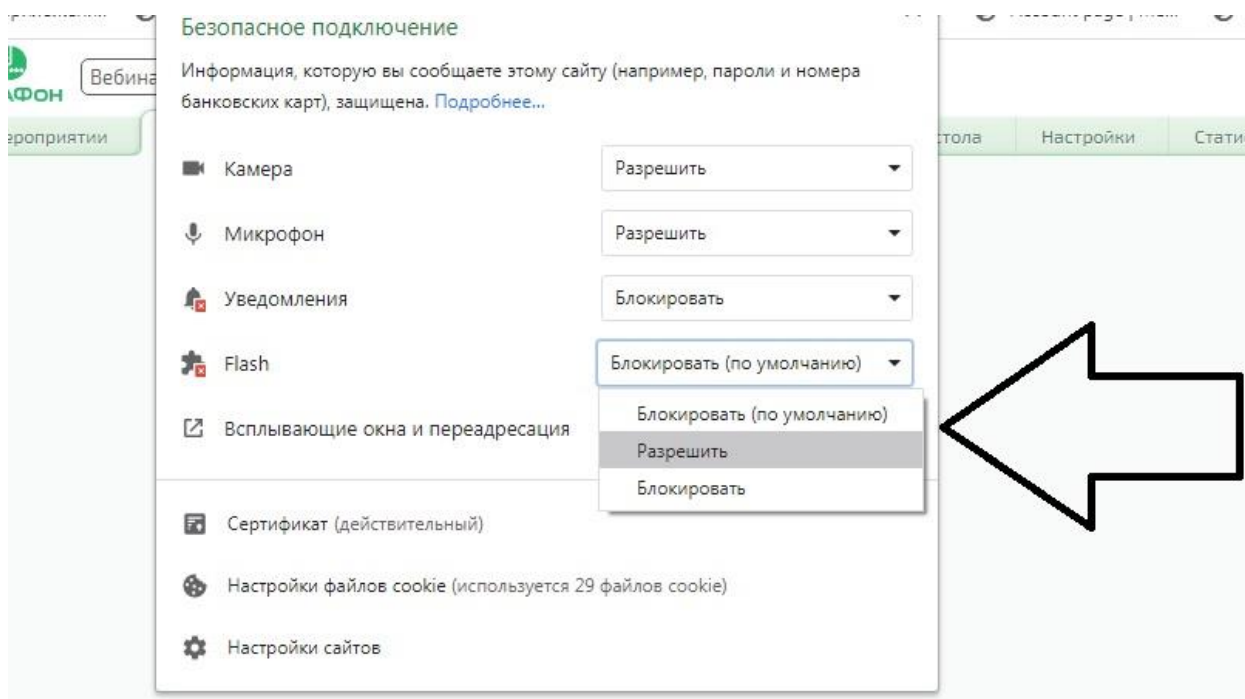 Безопасное подключение
Вебина
АФОН
Информация, которую вы сообщаете этому сайту (например, пароли и номера
банковских карт), защищена. Подробнее...
ероприятии
стола
Настройки
Стати
Камера
Разрешить
Микрофон
Разрешить
Уведомления
Блокировать
Flash
Блокировать (по умолчанию)
Блокировать (по умолчанию)
Всплывающие окна и переадресация
Разрешить
Блокировать
Сертификат (действительный)
Настройки файлов cookie (используется 29 файлов cookie)
Настройки сайтов